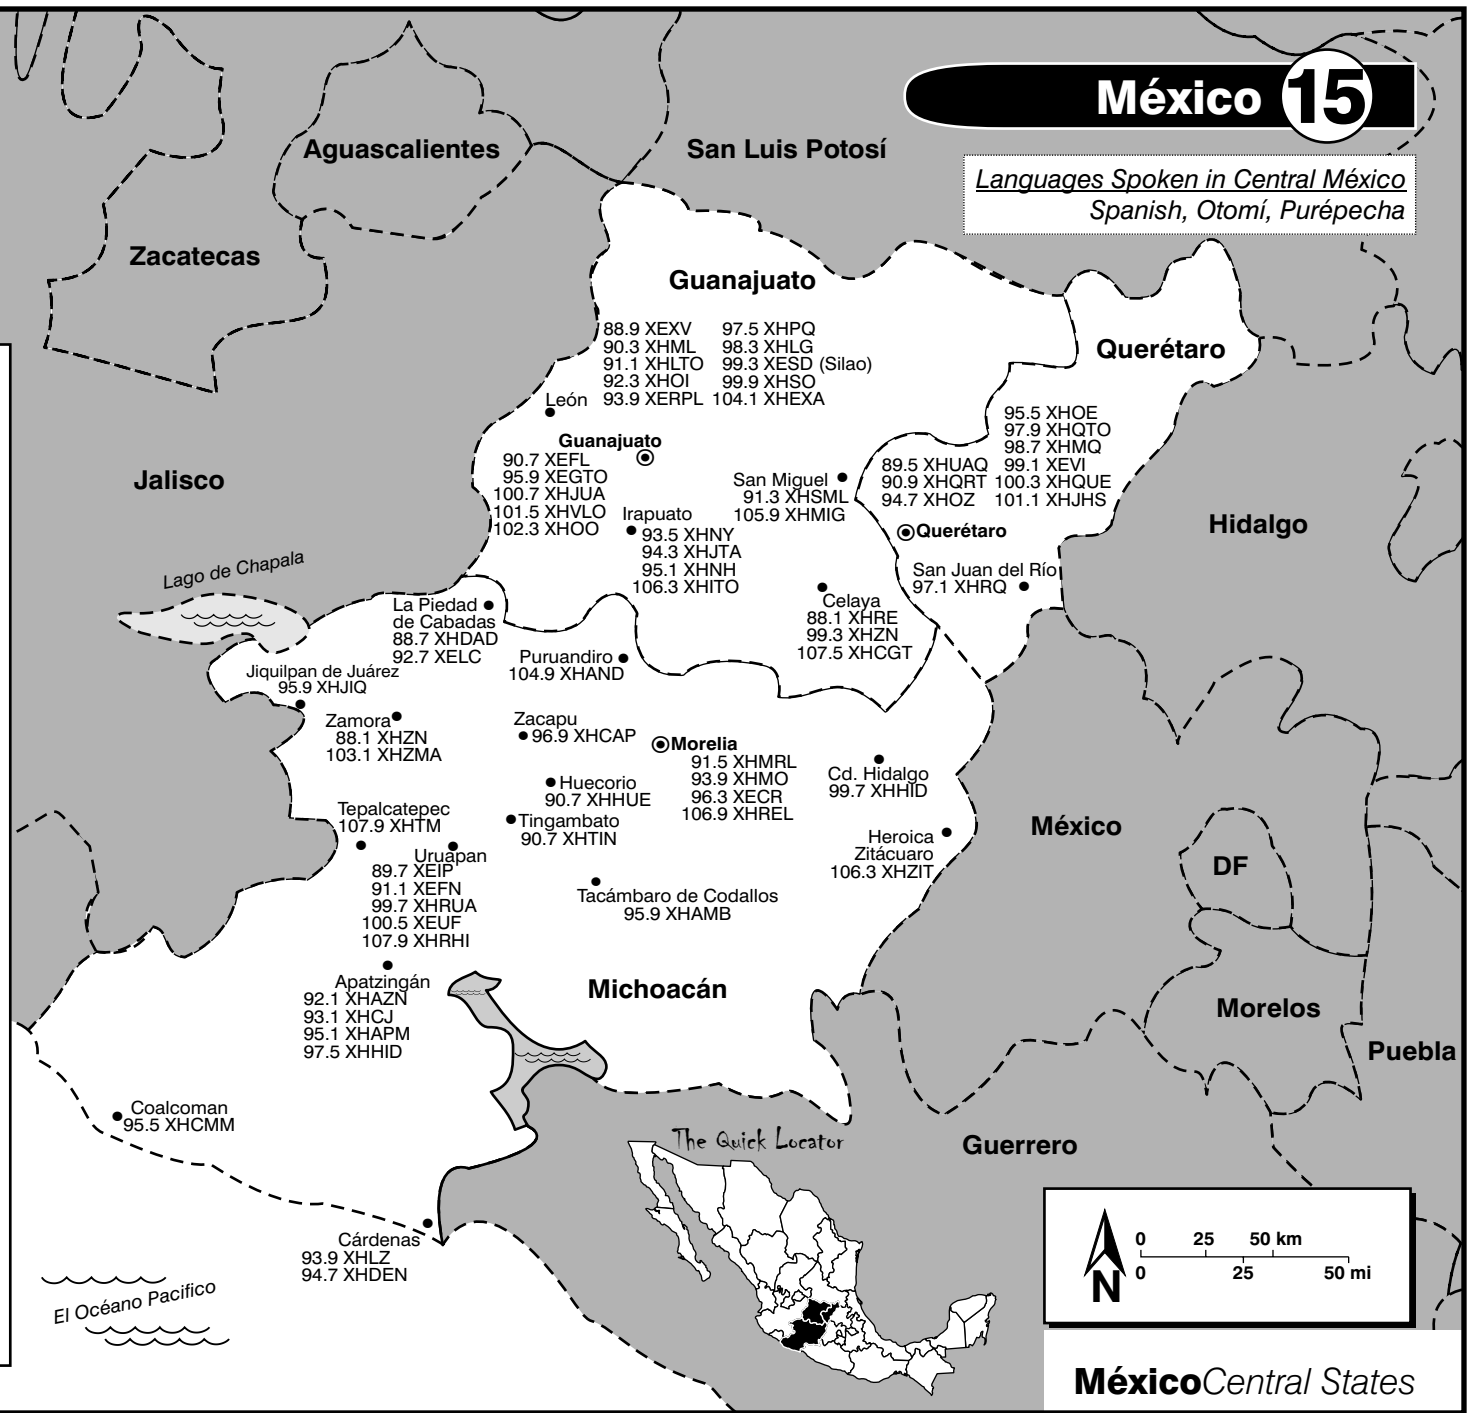 México 15
Languages Spoken in Central México
Spanish, Otomí, Purépecha
Aguascalientes
San Luis Potosí
Zacatecas
Guanajuato
88.9 XEXV
90.3 XHML
91.1 XHLTO
92.3 XHOI
93.9 XERPL
97.5 XHPQ
98.3 XHLG
99.3 XESD (Silao)
99.9 XHSO
104.1 XHEXA
León
Querétaro
95.5 XHOE
97.9 XHQTO
98.7 XHMQ
89.5 XHUAQ
90.9 XHQRT
94.7 XHOZ
99.1 XEVI
100.3 XHQUE
101.1 XHJHS
Querétaro
Jalisco
Guanajuato
90.7 XEFL
95.9 XEGTO
100.7 XHJUA
101.5 XHVLO
102.3 XHOO
San Miguel
91.3 XHSML
105.9 XHMIG
Irapuato
93.5 XHNY
94.3 XHJTA
95.1 XHNH
106.3 XHITO
Hidalgo
San Juan del Río
97.1 XHRQ
Lago de Chapala
La Piedad
de Cabadas
88.7 XHDAD
92.7 XELC
Celaya
88.1 XHRE
99.3 XHZN
107.5 XHCGT
Puruandiro
104.9 XHAND
Jiquilpan de Juárez
95.9 XHJIQ
Zamora
88.1 XHZN
103.1 XHZMA
Zacapu
96.9 XHCAP
Morelia
91.5 XHMRL
93.9 XHMO
96.3 XECR
106.9 XHREL
Cd. Hidalgo
99.7 XHHID
Huecorio
90.7 XHHUE
Tingambato
90.7 XHTIN
Tepalcatepec
107.9 XHTM
Uruapan
89.7 XEIP
91.1 XEFN
99.7 XHRUA
100.5 XEUF
107.9 XHRHI
Heroica
Zitácuaro
106.3 XHZIT
México
DF
Tacámbaro de Codallos
95.9 XHAMB
Apatzingán
92.1 XHAZN
93.1 XHCJ
95.1 XHAPM
97.5 XHHID
Michoacán
Morelos
Puebla
Coalcoman
95.5 XHCMM
The Quick Locator
Guerrero
Cárdenas
93.9 XHLZ
94.7 XHDEN
El Océano Pacifico
N
0 25 50 km
0 25 50 mi
MéxicoCentral States